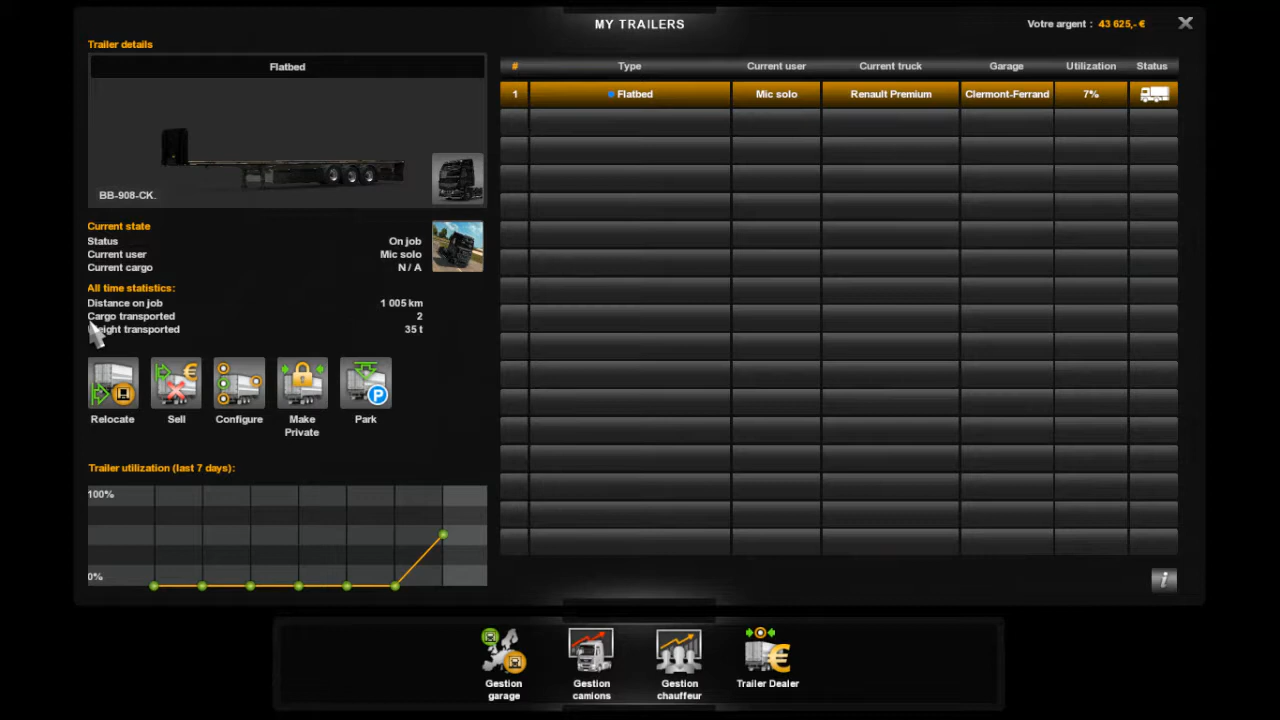 MY TRAILERS
Votre argent : 43 625,- €
Trailer details
Flatbed
BB-908-CK.
Current state
Status On job
Current user Mic solo
Current cargo N / A
All time statistics:
Distance on job 1 005 km
Cargo transported 2
eight transported 35 t
Relocate
Sell
Configure
Make
Private
Park
Trailer utilization (last 7 days):
100%
0%
# Type Current user Current truck Garage Utilization Status
1 Flatbed Mic solo Renault Premium Clermont-Ferrand 7%
Gestion
garage
Gestion
camions
Gestion
chauffeur
Trailer Dealer